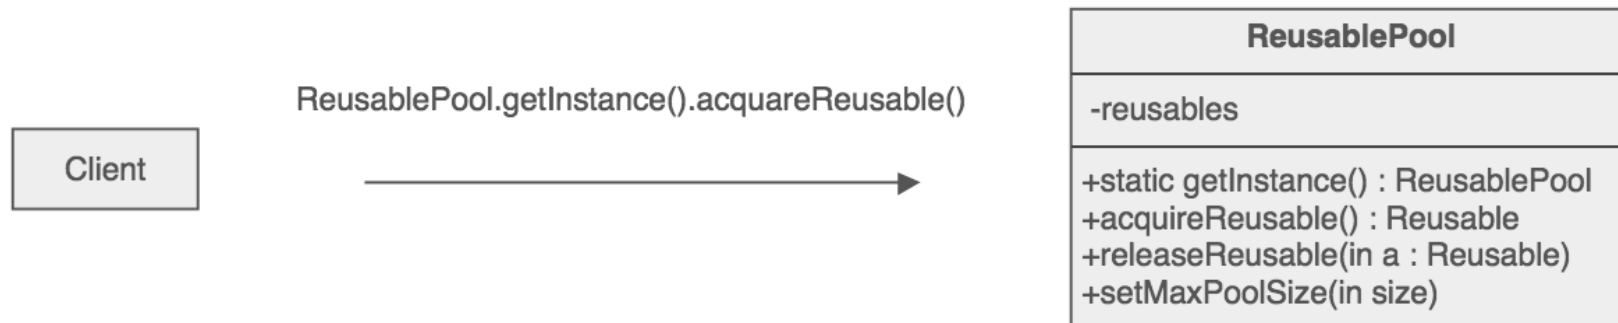 ReusablePool
ReusablePool.getInstance().acquareReusable()
-reusables
Client
+static getInstance() : ReusablePool
+acquireReusable() : Reusable
+releaseReusable(in a : Reusable)
+setMaxPoolSize(in size)